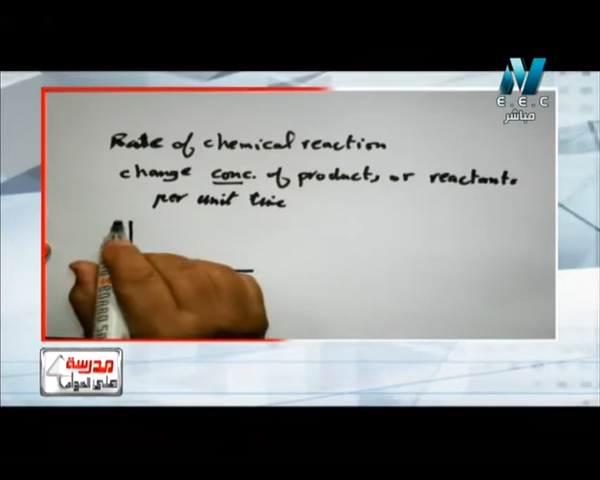 E.E.C
مباشر
Rate of chemical reaction
change conc. of products or reactants
per unit time
مدرسة
على الهواء